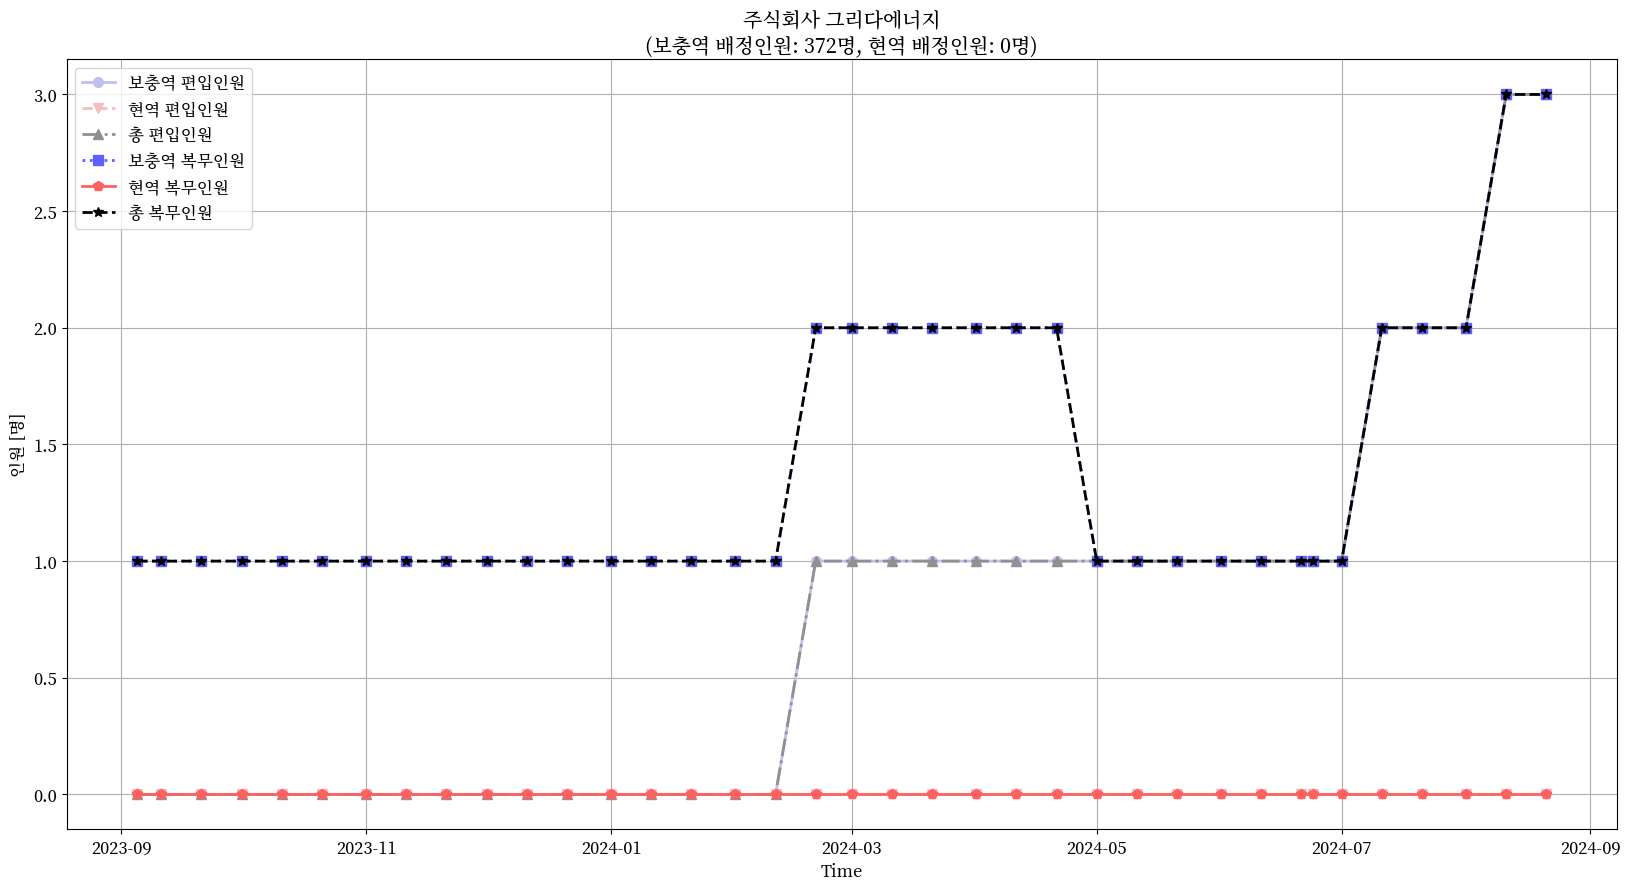 주식회사 그리다에너지
(보충역 배정인원: 372명, 현역 배정인원: 0명)
보충역 편입인원
현역 편입인원
총 편입인원
보충역 복무인원
현역 복무인원
총 복무인원
인원 [명]
3.0
2.5
2.0
1.5
1.0
0.5
0.0
2023-09
2023-11
2024-01
2024-03
2024-05
2024-07
2024-09
Time